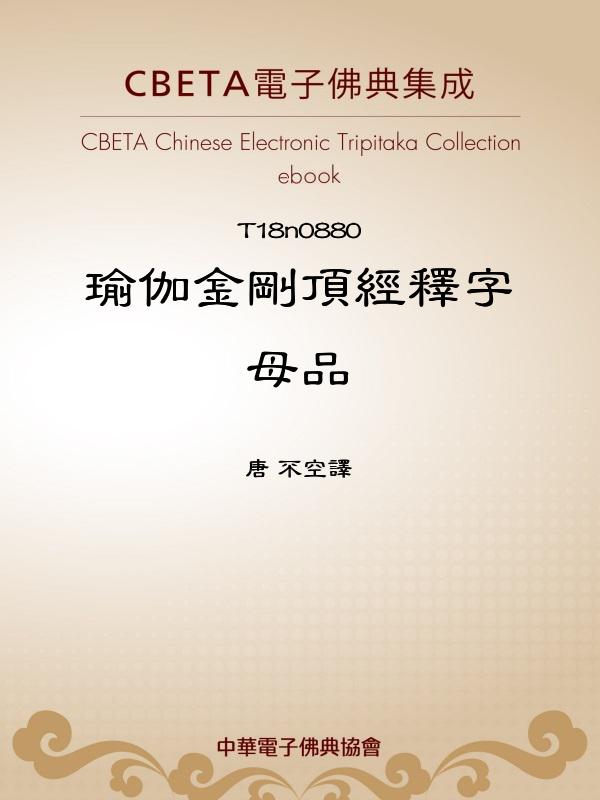 CBETA電子佛典集成
CBETA Chinese Electronic Tripitaka Collection
ebook
T18n0880
瑜伽金剛頂經釋字
母品
唐 不空譯
中華電子佛典協會